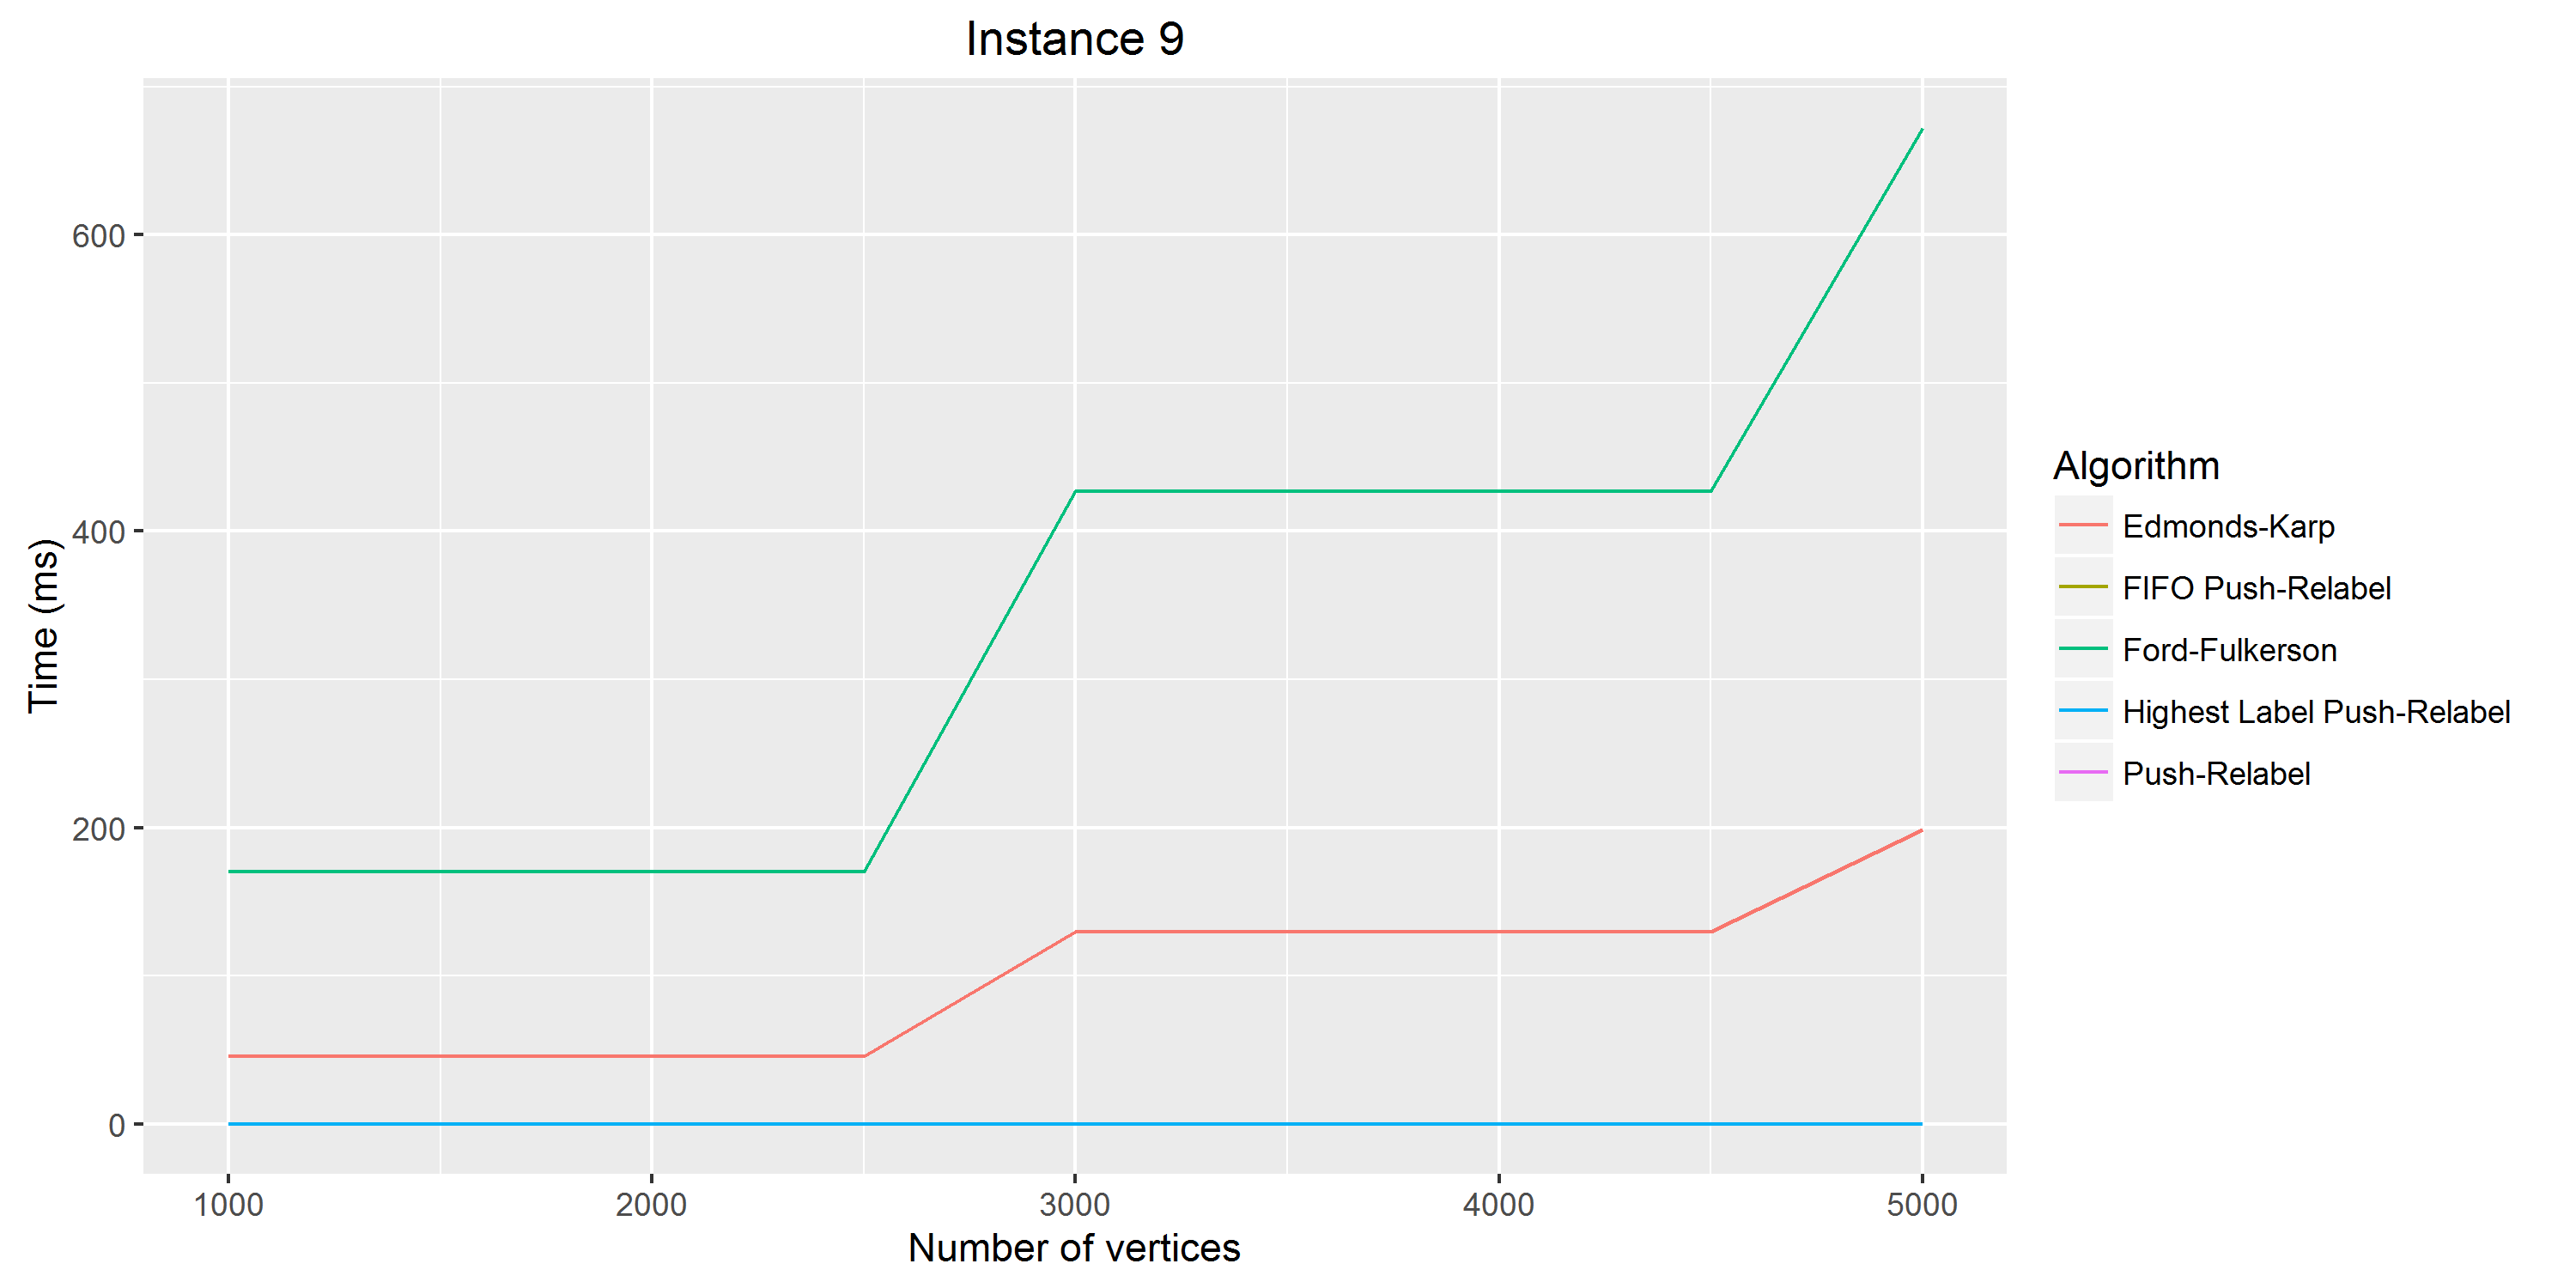 Instance 9
Time (ms)
600
400
200
0
1000 2000 3000 4000 5000
Number of vertices
Algorithm
Edmonds-Karp
FIFO Push-Relabel
Ford-Fulkerson
Highest Label Push-Relabel
Push-Relabel